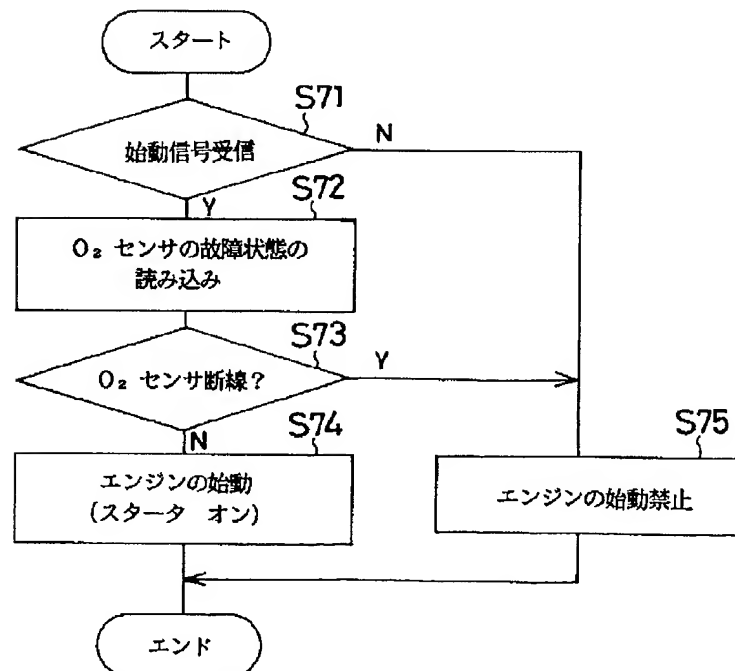 スタート
S71
始動信号受信
N
Y
S72
O₂ センサの故障状態の
読み込み
S73
O₂ センサ断線?
Y
N
S74
エンジンの始動
(スタータ オン)
S75
エンジンの始動禁止
エンド